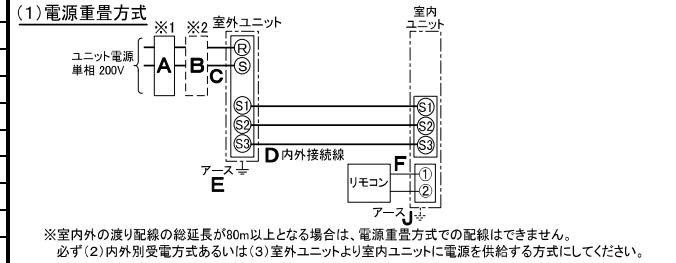 (1)電源重畳方式
※1 ※2 室外ユニット
室内
ユニット
ユニット電源
単相 200V
A B C R S
S1 S1
S2 S2
S3 S3
D 内外接続線
アース
E
F
リモコン
①
②
アース J
※室内外の渡り配線の総延長が80m以上となる場合は、電源重畳方式での配線はできません。
必ず(2)内外別受電方式あるいは(3)室外ユニットより室内ユニットに電源を供給する方式にしてください。